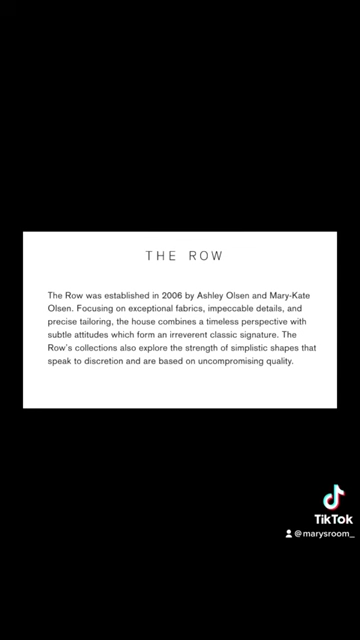 THE ROW
The Row was established in 2006 by Ashley Olsen and Mary-Kate
Olsen. Focusing on exceptional fabrics, impeccable details, and
precise tailoring, the house combines a timeless perspective with
subtle attitudes which form an irreverent classic signature. The
Row's collections also explore the strength of simplistic shapes that
speak to discretion and are based on uncompromising quality.
TikTok
@marysroom_